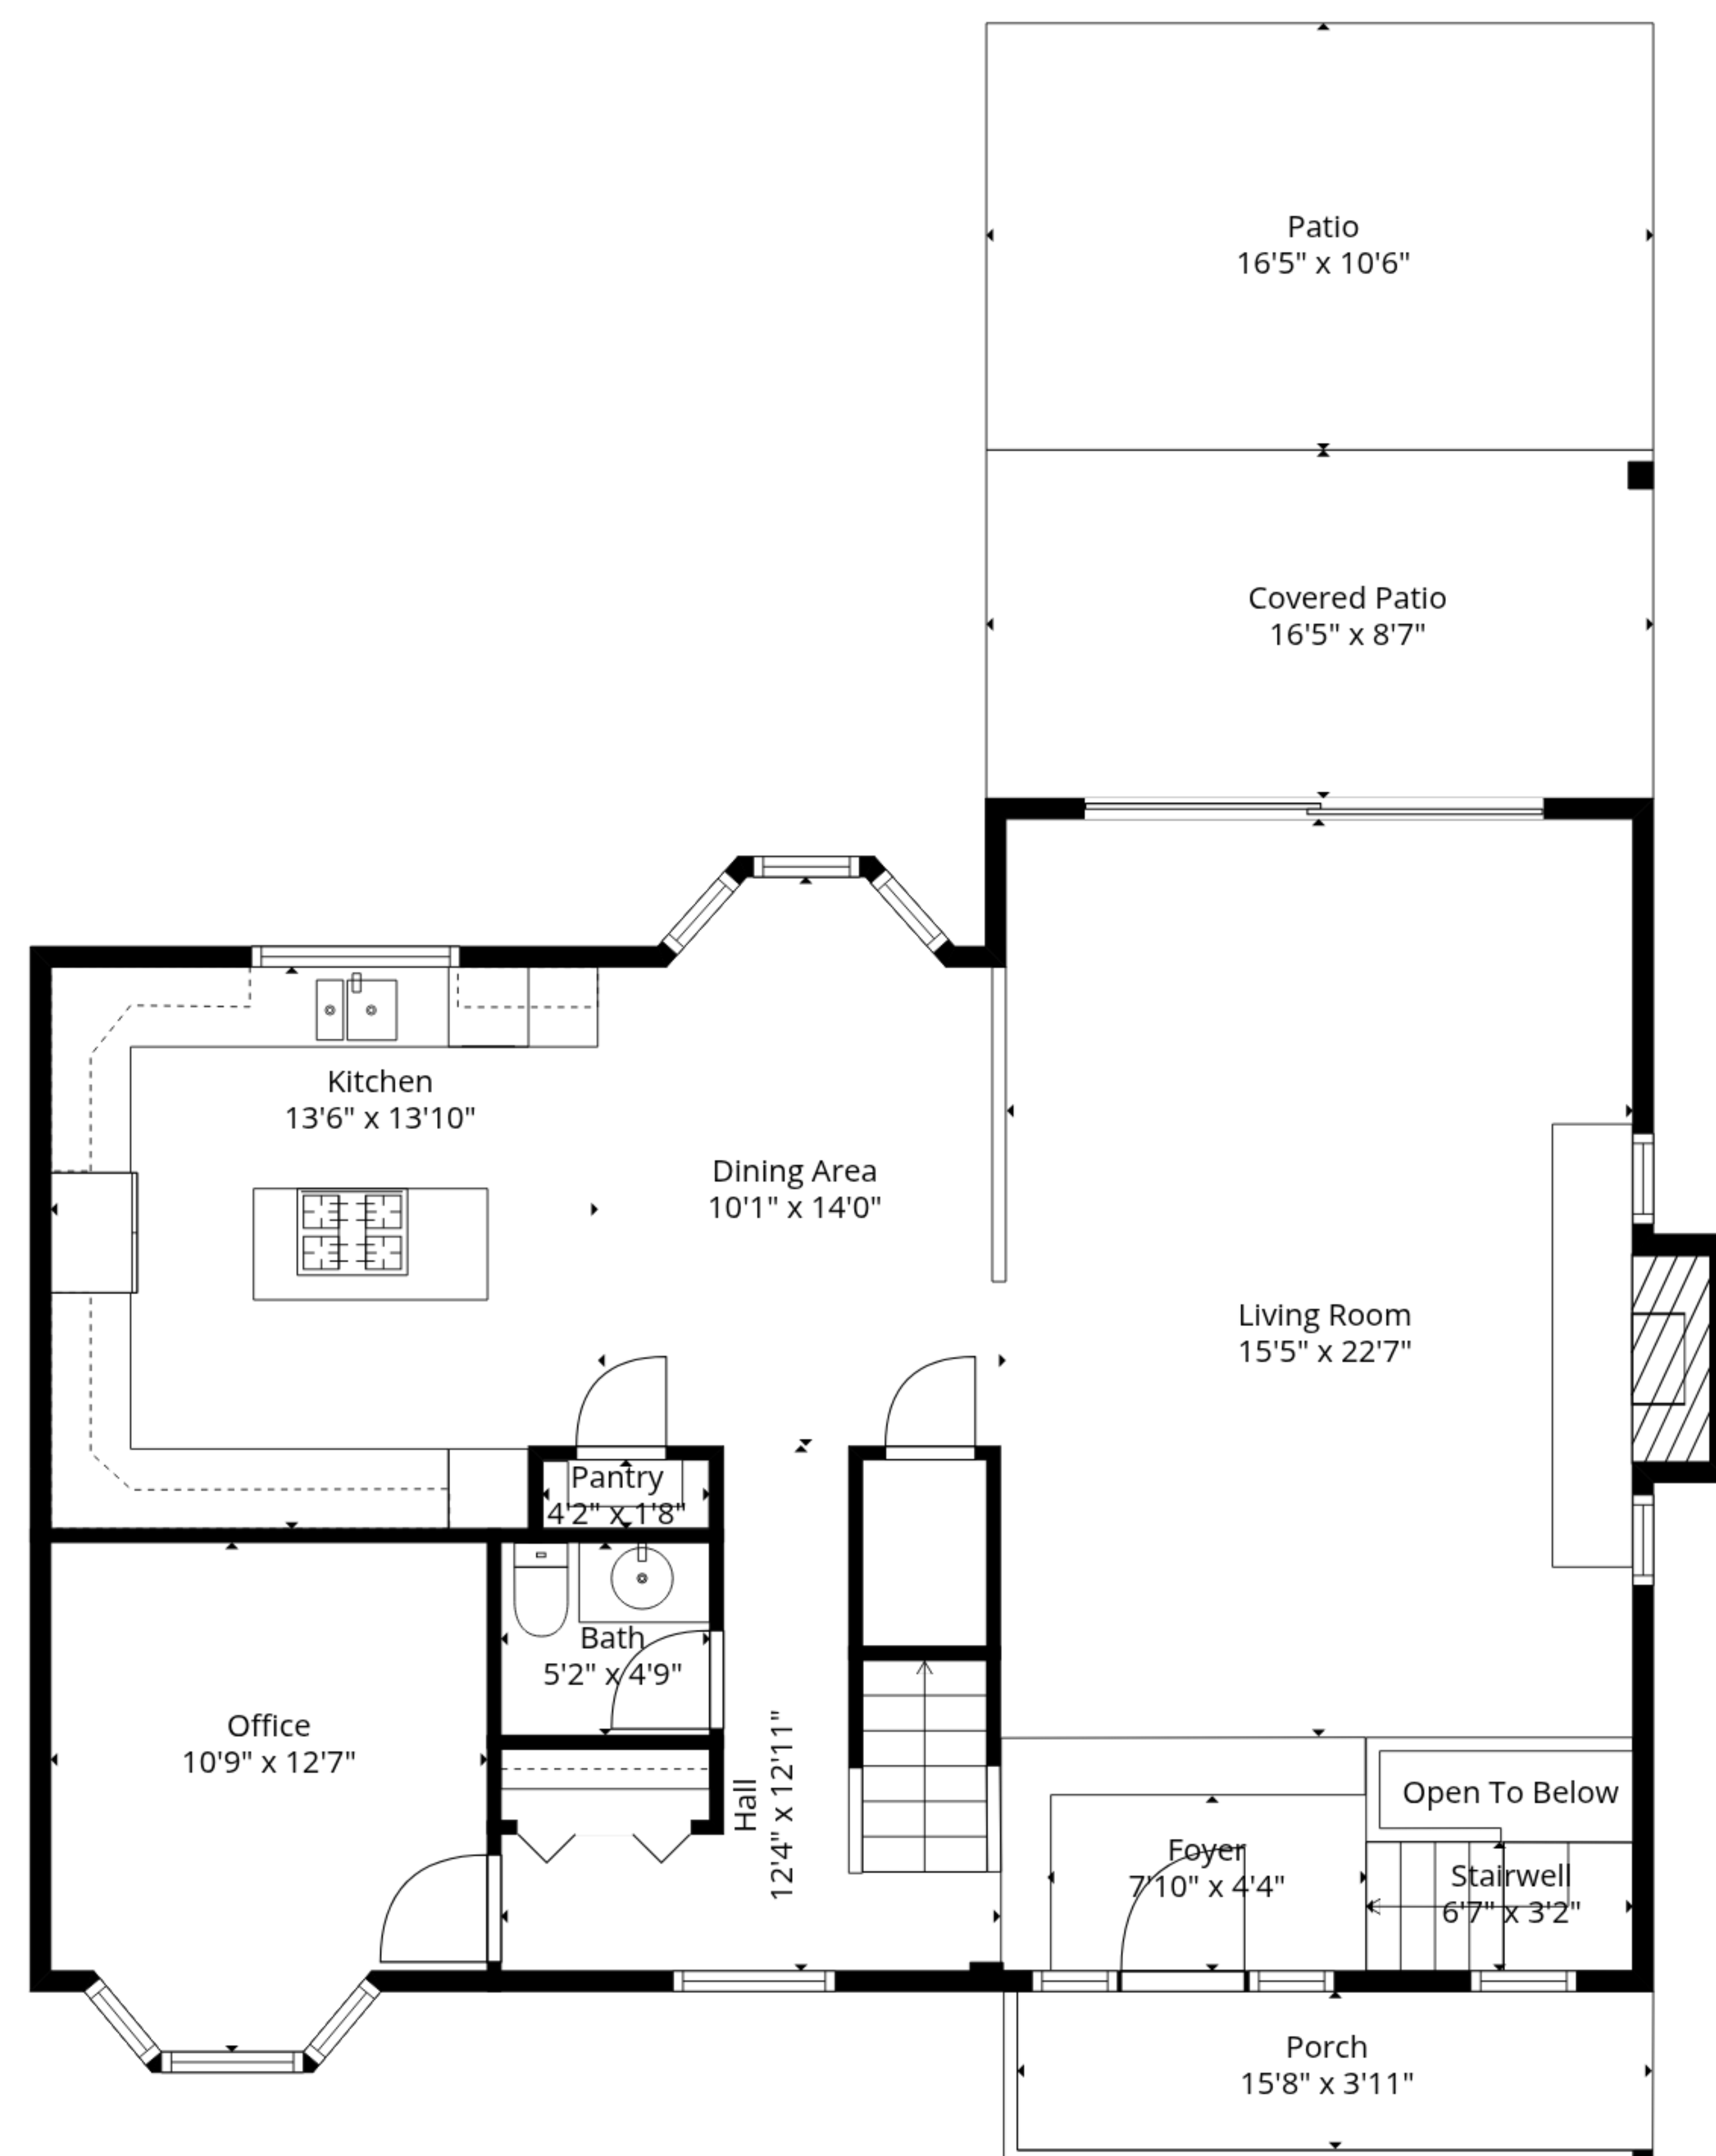 Patio
16'5" x 10'6"
Covered Patio
16'5" x 8'7"
Kitchen
13'6" x 13'10"
Dining Area
10'1" x 14'0"
Living Room
15'5" x 22'7"
Pantry
4'2" x 1'8"
Bath
5'2" x 4'9"
Office
10'9" x 12'7"
Hall
12'4" x 12'11"
Open To Below
Foyer
7'10" x 4'4"
Stairwell
6'7" x 3'2"
Porch
15'8" x 3'11"